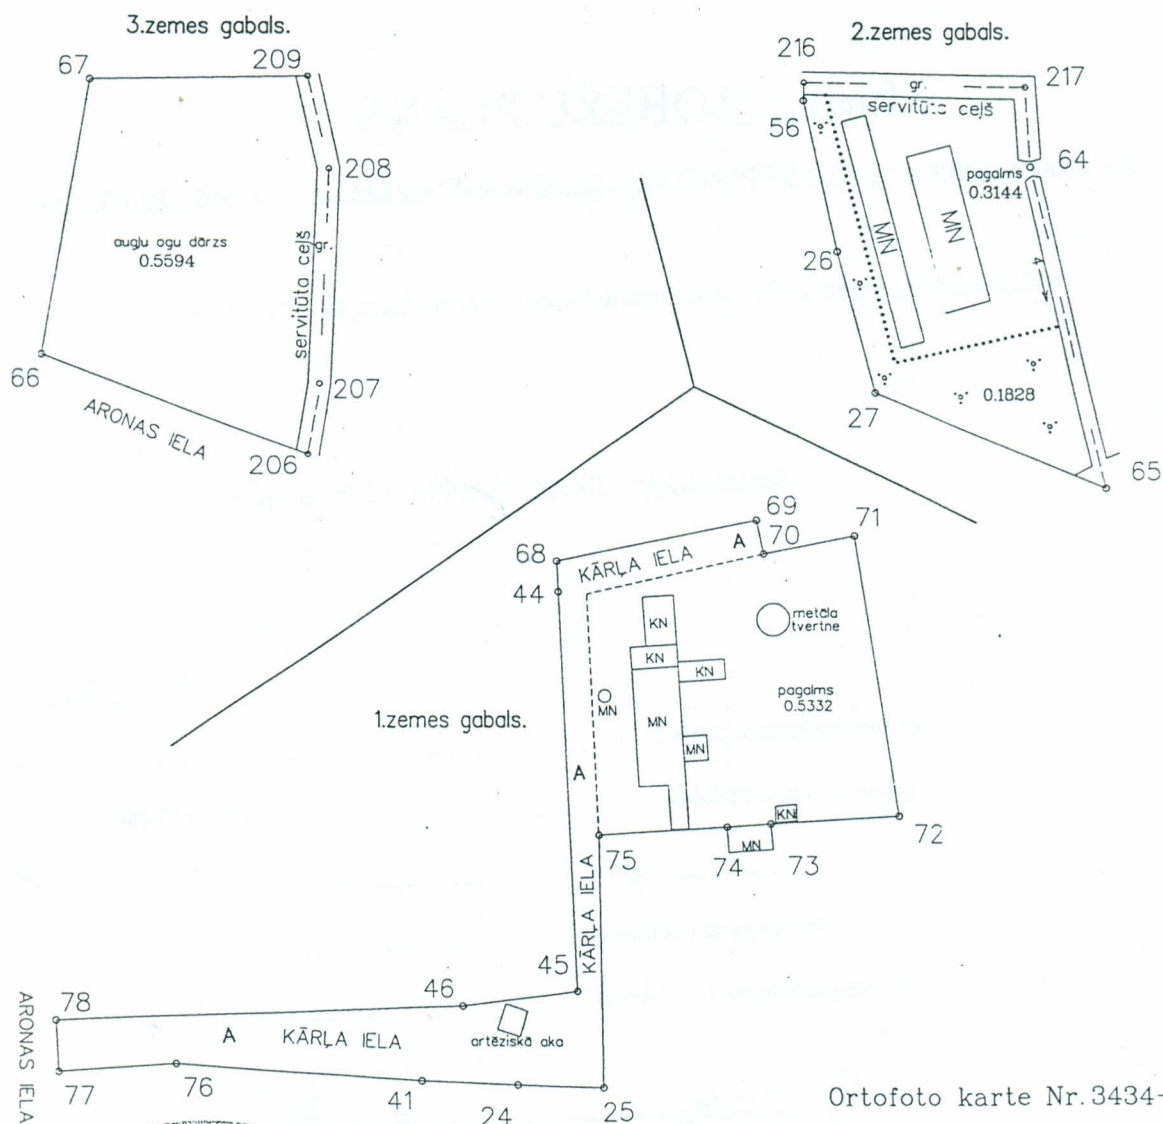 3.zemes gabals.
67
209
208
augļu ogu dārzs
0.5594
servitūta ceļš
gr.
66
207
ARONAS IELA
206
2.zemes gabals.
216
217
gr.
servitūta ceļš
56
64
pagalms
0.3144
MN
MN
26
4
27
0.1828
65
69
71
68
A
70
KĀRĻA IELA
44
KN
metāla
tvertne
KN
KN
pagalms
0.5332
1.zemes gabals.
MN
MN
MN
A
KN
75
74
MN
73
72
KĀRĻA IELA
45
46
78
A
KĀRĻA IELA
artēziskā aka
ARONAS IELA
77
76
41
24
25
Ortofoto karte Nr.3434-